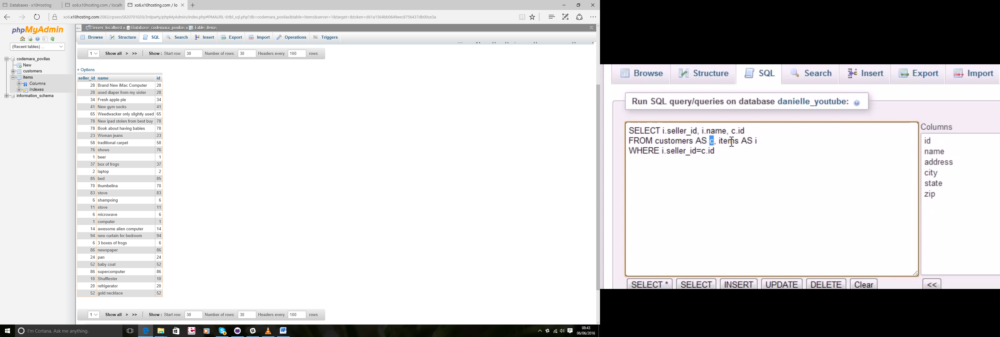 Databases - x10Hosting
xo6.x10hosting.com / localh
xo6.x10hosting.com / lo
xo6.x10hosting.com:2083/cpsess5820701020/3rdparty/phpMyAdmin/index.php#PMAURL-6:tbl_sql.php?db=codemara_povilas&table=items&server=1&target=&token=d61a1564bb0649eec8756437db00ce3a
phpMyAdmin
(Recent tables) ...
codemara_povilas
New
customers
items
Columns
Indexes
information_schema
Server: localhost » Database: codemara_povilas » Table: items
Browse Structure SQL Search Insert Export Import Operations Triggers
1 Show all > >> Show : Start row: 30 Number of rows: 30 Headers every 100 rows
+ Options
seller_id name id
28 Brand New iMac Computer 28
28 used diaper from my sister 28
34 Fresh apple pie 34
41 New gym socks 41
65 Weedwacker only slightly used 65
78 New ipad stolen from best buy 78
78 Book about having babies 78
23 Woman jeans 23
58 traditional carpet 58
76 shows 76
1 beer 1
37 box of frogs 37
2 laptop 2
85 bed 85
70 thumbelina 70
83 stove 83
6 shampoing 6
11 stove 11
6 microwave 6
1 computer 1
14 awesome alien computer 14
94 new curtain for bedroom 94
6 3 boxes of frogs 6
86 newspaper 86
24 pan 24
52 baby coat 52
86 supercomputer 86
10 Shufflester 10
20 refrigerator 20
52 gold necklace 52
1 Show all > >> Show : Start row: 30 Number of rows: 30 Headers every 100 rows
I'm Cortana. Ask me anything.
08:43
06/06/2016
Browse Structure SQL Search Insert Export Import
Run SQL query/queries on database danielle_youtube:
SELECT i.seller_id, i.name, c.id
FROM customers AS c, items AS i
WHERE i.seller_id=c.id
Columns
id
name
address
city
state
zip
SELECT * SELECT INSERT UPDATE DELETE Clear <<